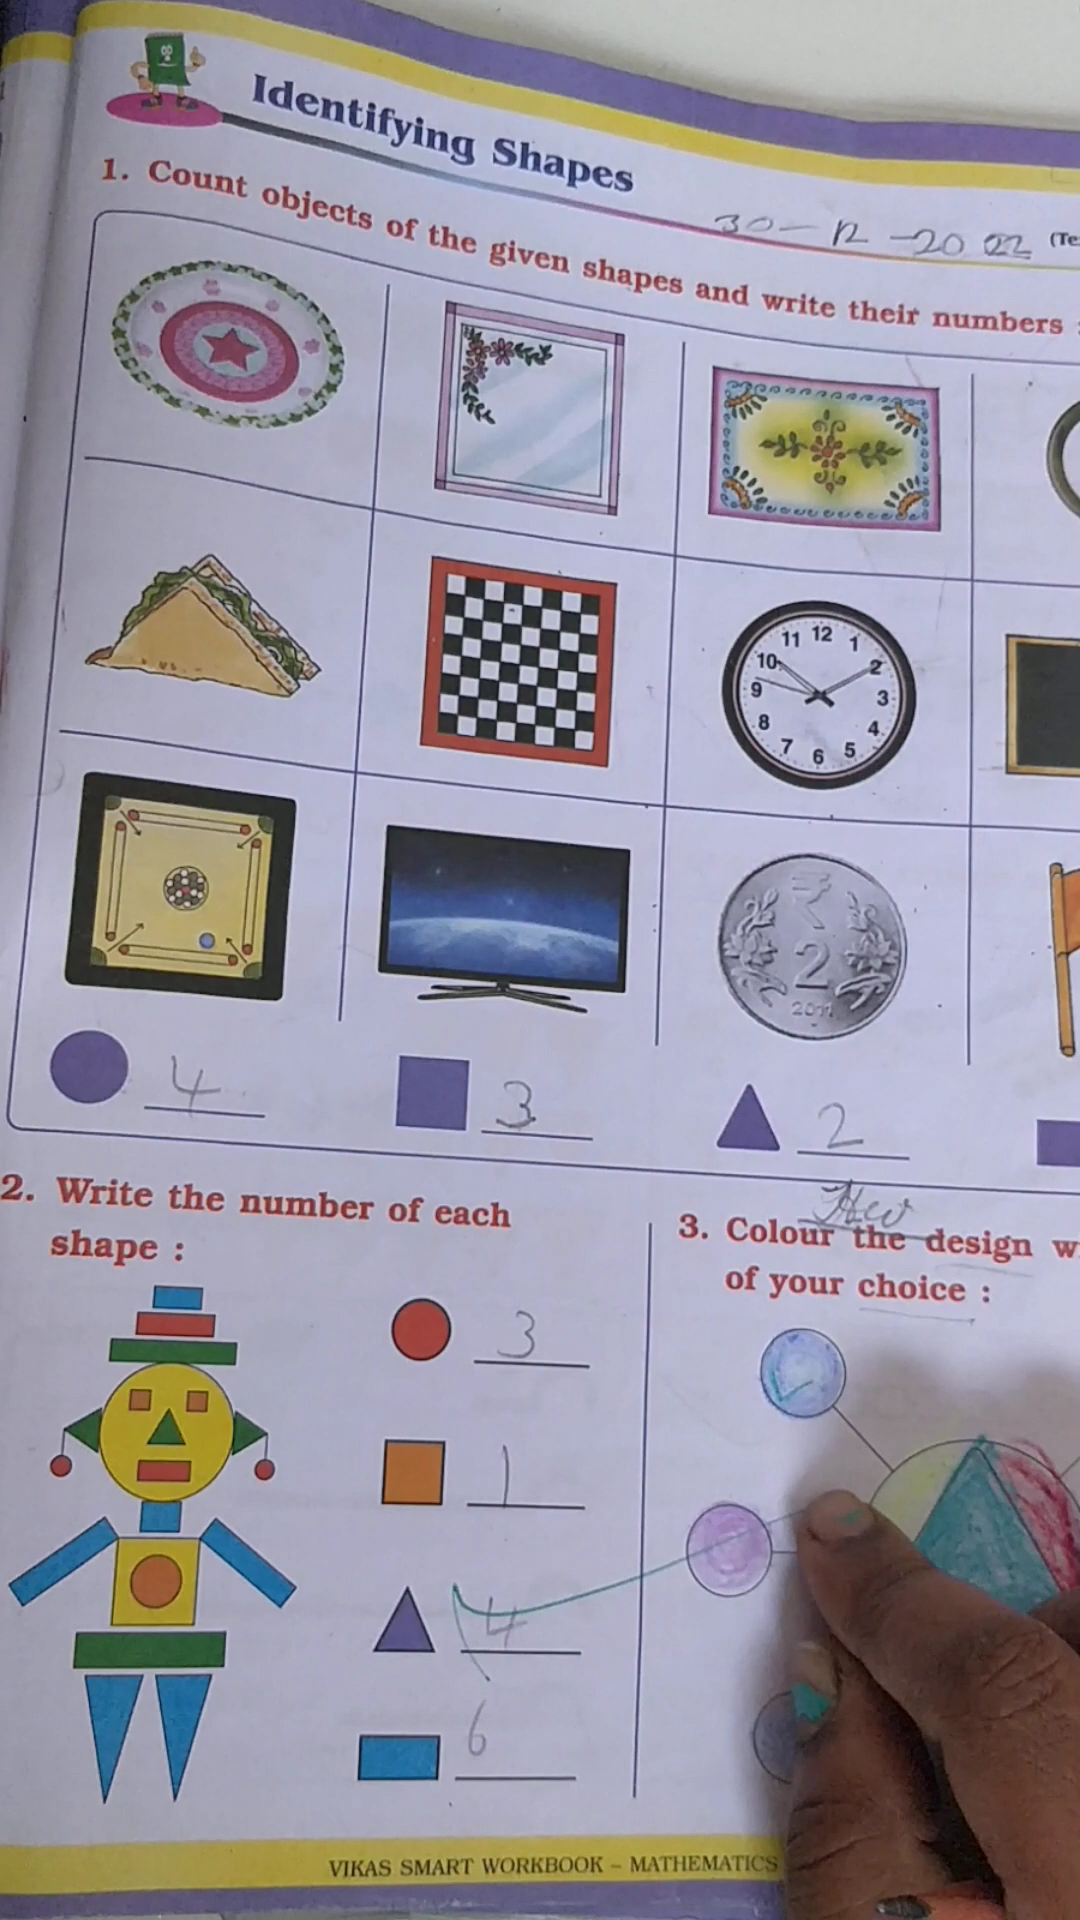 Identifying Shapes
30-12-2022 (Te
1. Count objects of the given shapes and write their numbers
11 12 1
10 2
9 3
8 4
7 6 5
₹
2
2011
4 3 2
2. Write the number of each
shape :
3
1
4
6
3. Colour the design w
of your choice :
VIKAS SMART WORKBOOK – MATHEMATICS